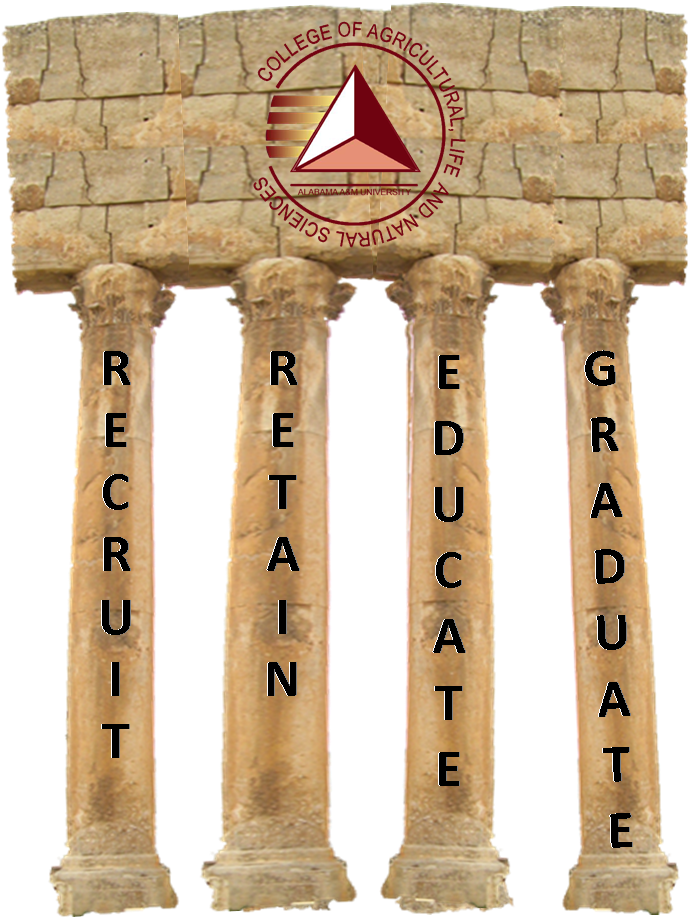 COLLEGE OF AGRICULTURAL, LIFE AND NATURAL SCIENCES
ALABAMA A&M UNIVERSITY
RECRUIT
RETAIN
EDUCATE
GRADUATE